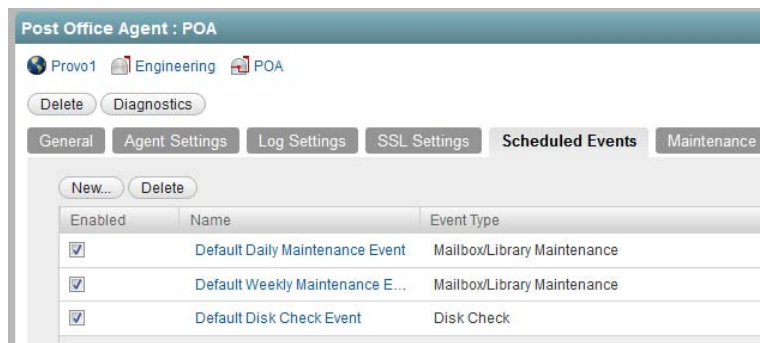 Post Office Agent : POA
Provo1 Engineering POA
Delete Diagnostics
General Agent Settings Log Settings SSL Settings Scheduled Events Maintenance
New... Delete
Enabled Name Event Type
Default Daily Maintenance Event Mailbox/Library Maintenance
Default Weekly Maintenance E... Mailbox/Library Maintenance
Default Disk Check Event Disk Check